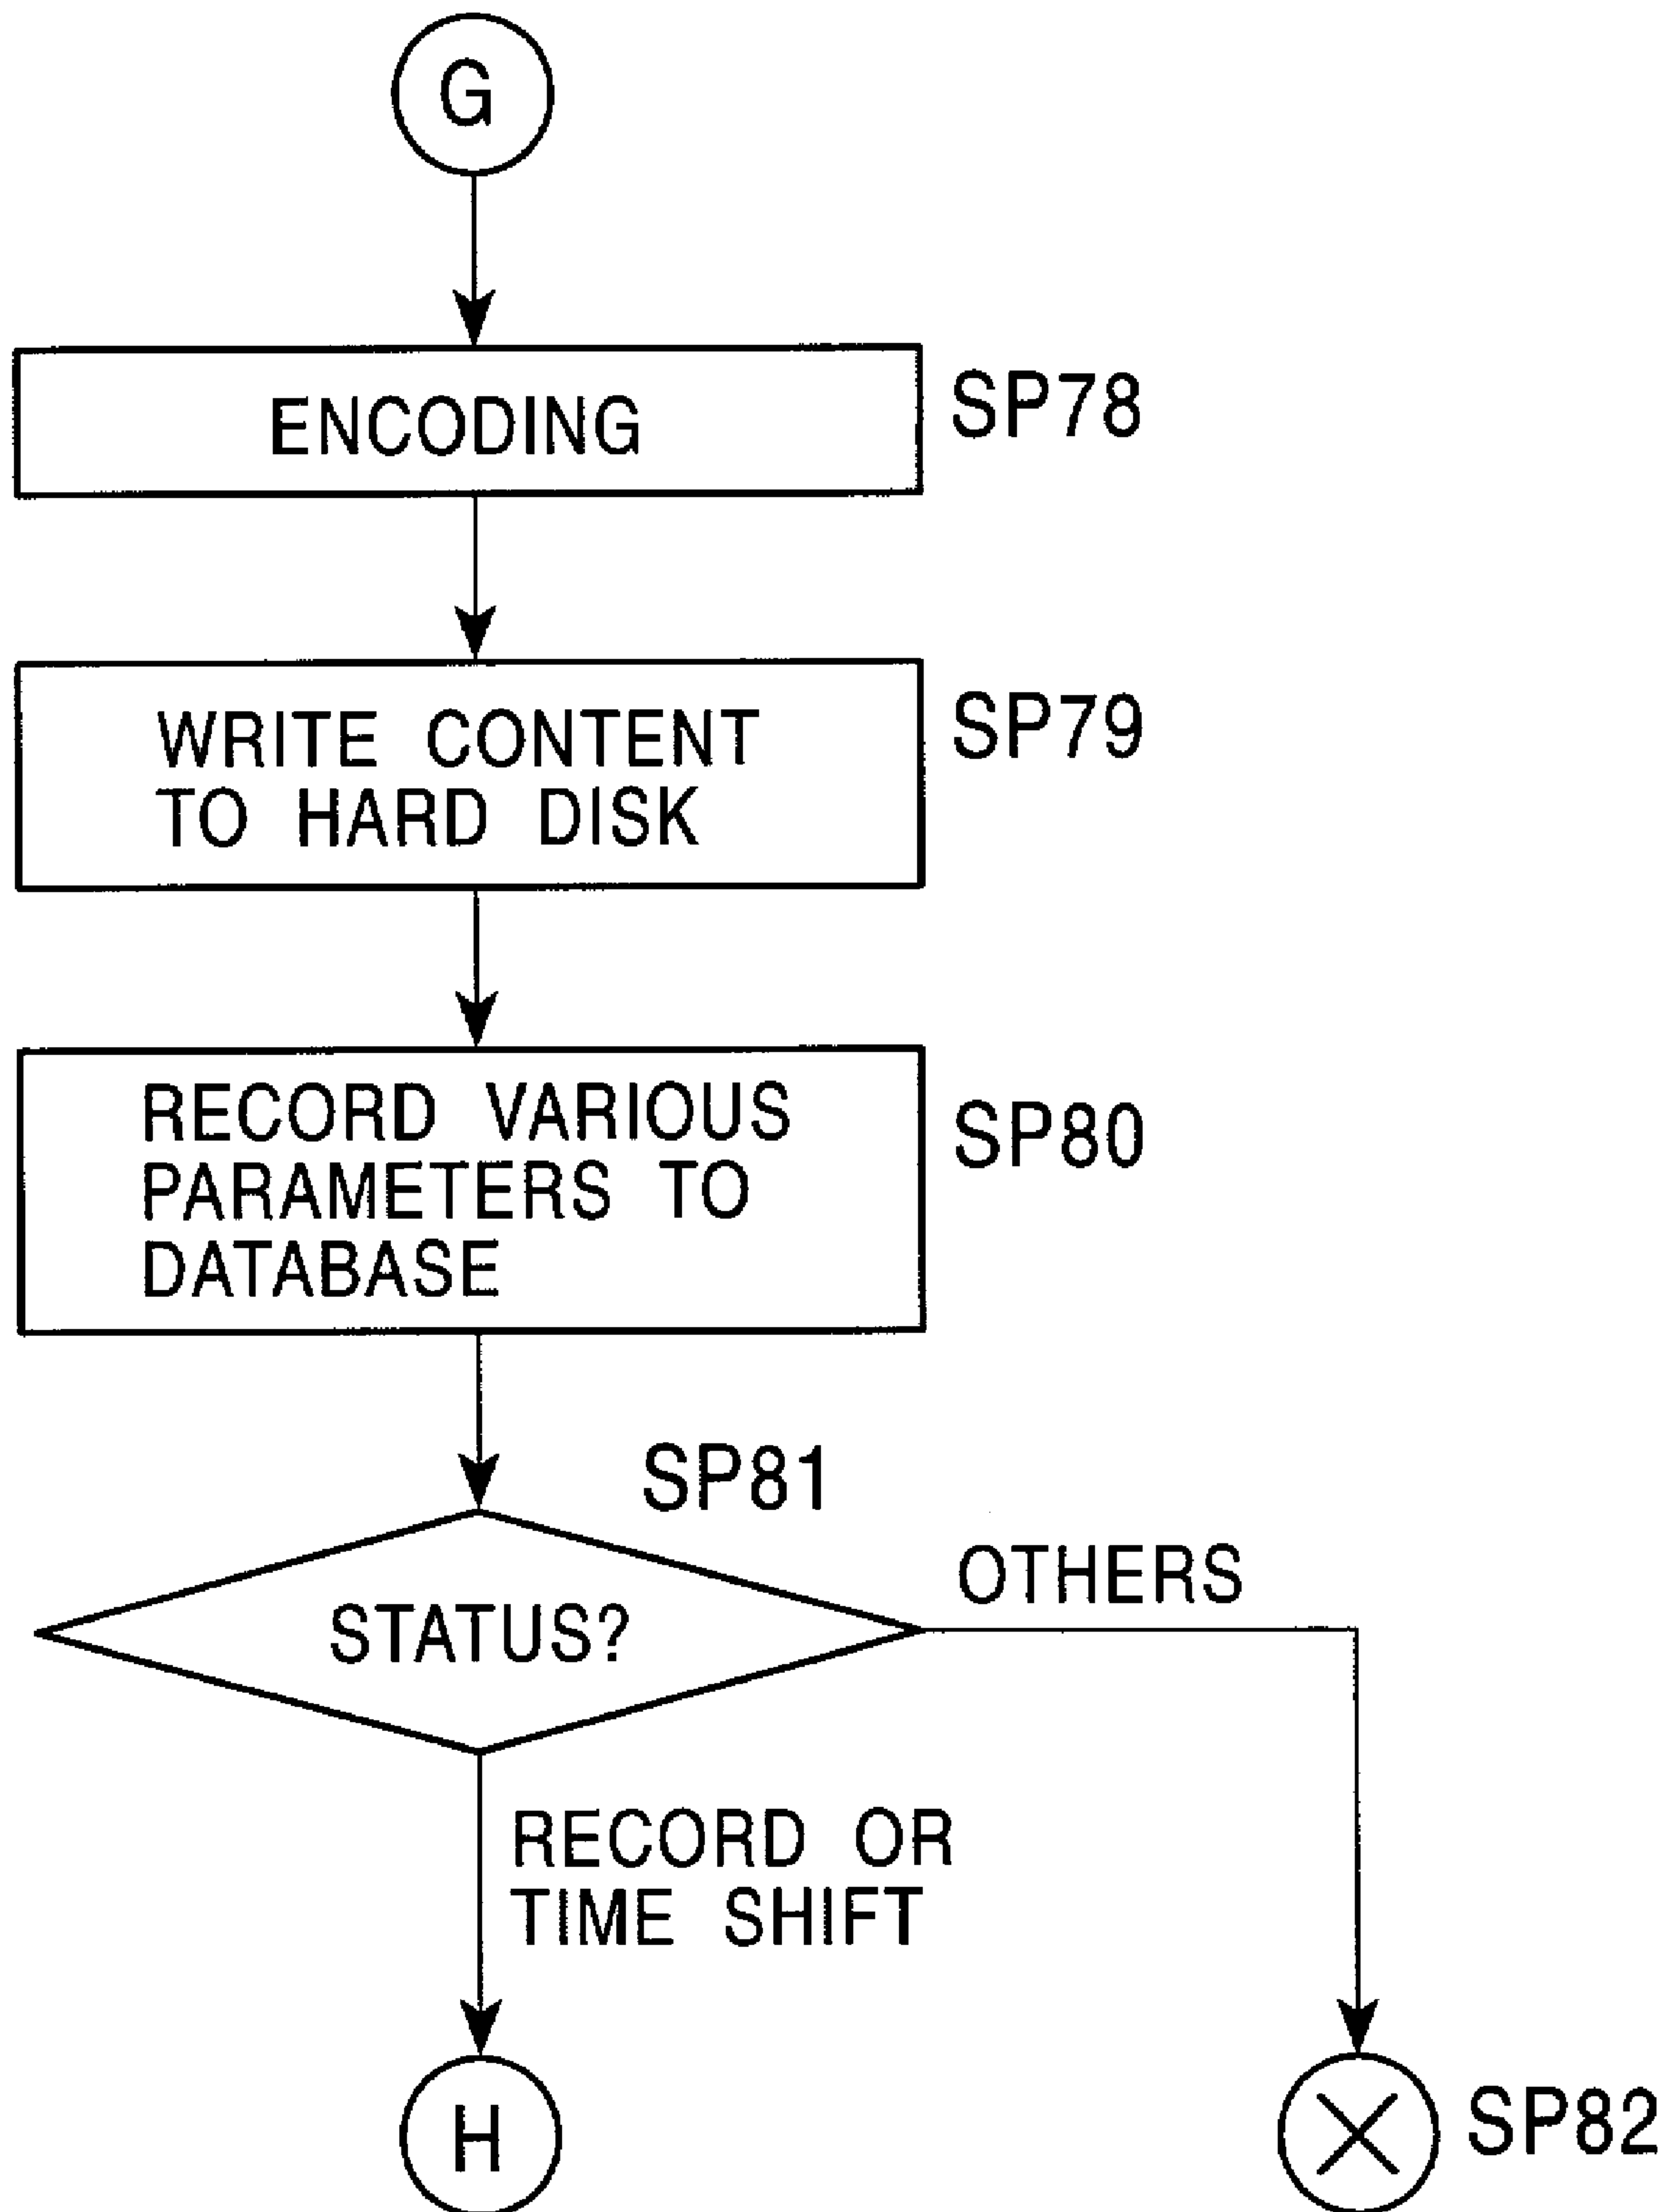 G
ENCODING
SP78
WRITE CONTENT
TO HARD DISK
SP79
RECORD VARIOUS
PARAMETERS TO
DATABASE
SP80
SP81
STATUS?
OTHERS
RECORD OR
TIME SHIFT
H
SP82